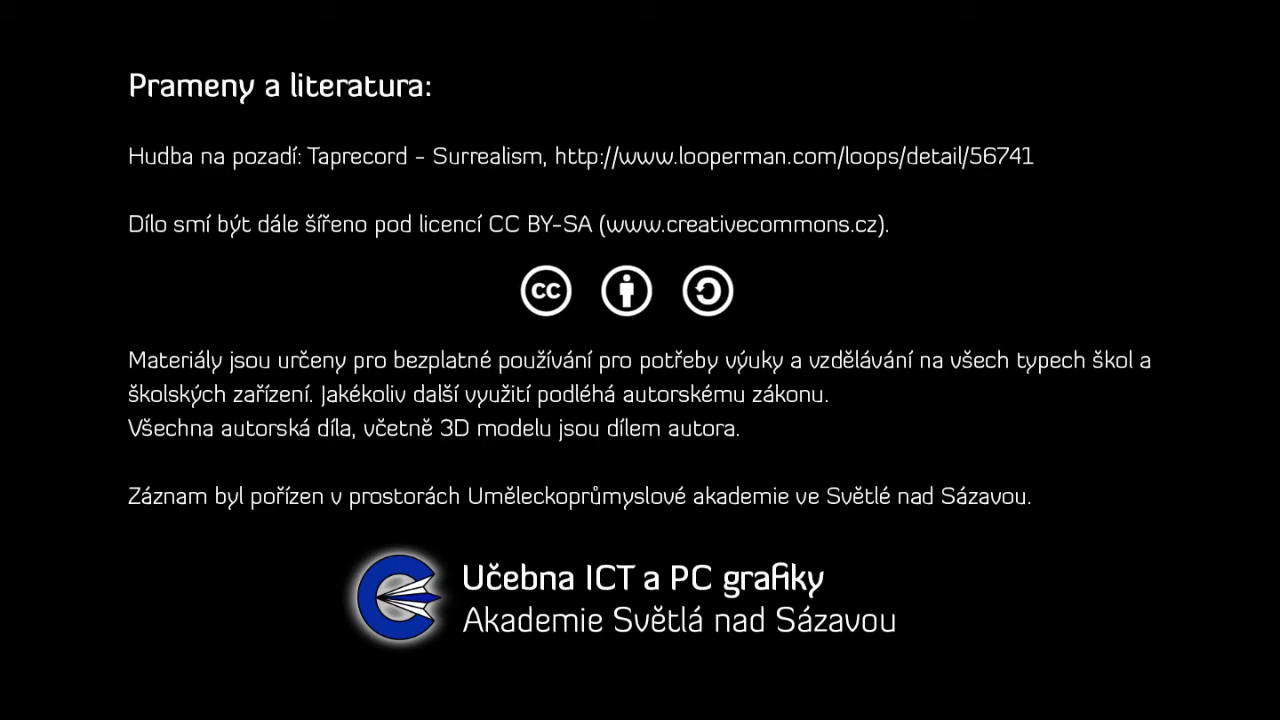 Prameny a literatura:
Hudba na pozadí: Taprecord - Surrealism, http://www.looperman.com/loops/detail/56741
Dílo smí být dále šířeno pod licencí CC BY-SA (www.creativecommons.cz).
cc
Materiály jsou určeny pro bezplatné používání pro potřeby výuky a vzdělávání na všech typech škol a
školských zařízení. Jakékoliv další využití podléhá autorskému zákonu.
Všechna autorská díla, včetně 3D modelu jsou dílem autora.
Záznam byl pořízen v prostorách Uměleckoprůmyslové akademie ve Světlé nad Sázavou.
Učebna ICT a PC grafiky
Akademie Světlá nad Sázavou